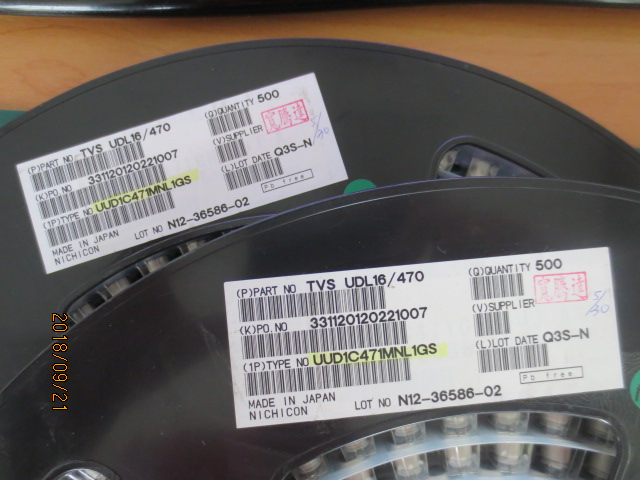 (P)PART NO TVS UDL16/470
(Q)QUANTITY 500
(K)PO.NO 331120120221007
(V)SUPPLIER
(1P)TYPE NO UUD1C471MNL1GS
(L)LOT DATE Q3S-N
Pb free
MADE IN JAPAN
NICHICON
LOT NO N12-36586-02
(P)PART NO TVS UDL16/470
(Q)QUANTITY 500
(K)PO.NO 331120120221007
(V)SUPPLIER
5/30
(1P)TYPE NO UUD1C471MNL1GS
(L)LOT DATE Q3S-N
Pb free
MADE IN JAPAN
NICHICON
LOT NO N12-36586-02
2018/09/21